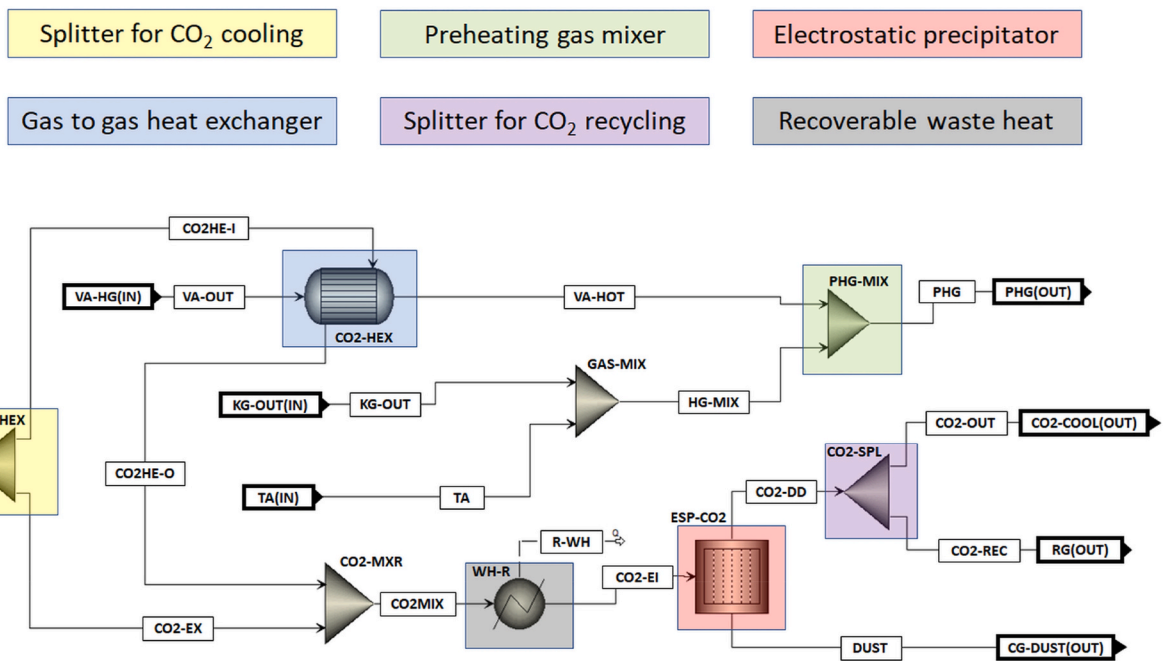 Splitter for CO2 cooling
Preheating gas mixer
Electrostatic precipitator
Gas to gas heat exchanger
Splitter for CO2 recycling
Recoverable waste heat
CO2HE-I
VA-HG(IN)
VA-OUT
CO2-HEX
VA-HOT
PHG-MIX
PHG
PHG(OUT)
GAS-MIX
KG-OUT(IN)
KG-OUT
HG-MIX
HEX
CO2HE-O
TA(IN)
TA
CO2-OUT
CO2-COOL(OUT)
CO2-SPL
CO2-DD
ESP-CO2
R-WH
Q
CO2-REC
RG(OUT)
CO2-MXR
WH-R
CO2-EI
CO2MIX
CO2-EX
DUST
CG-DUST(OUT)